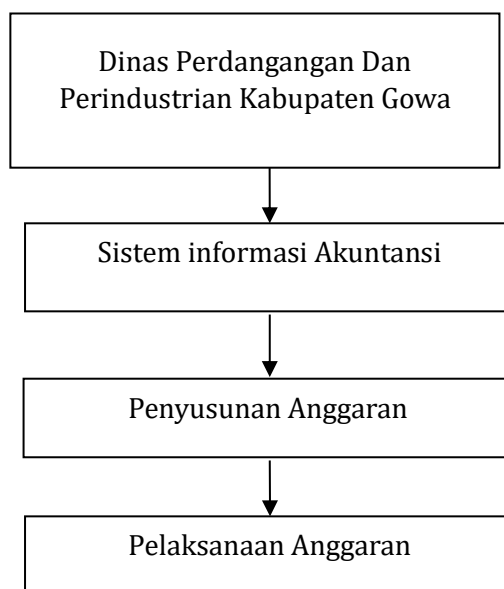 Dinas Perdangangan Dan
Perindustrian Kabupaten Gowa
Sistem informasi Akuntansi
Penyusunan Anggaran
Pelaksanaan Anggaran